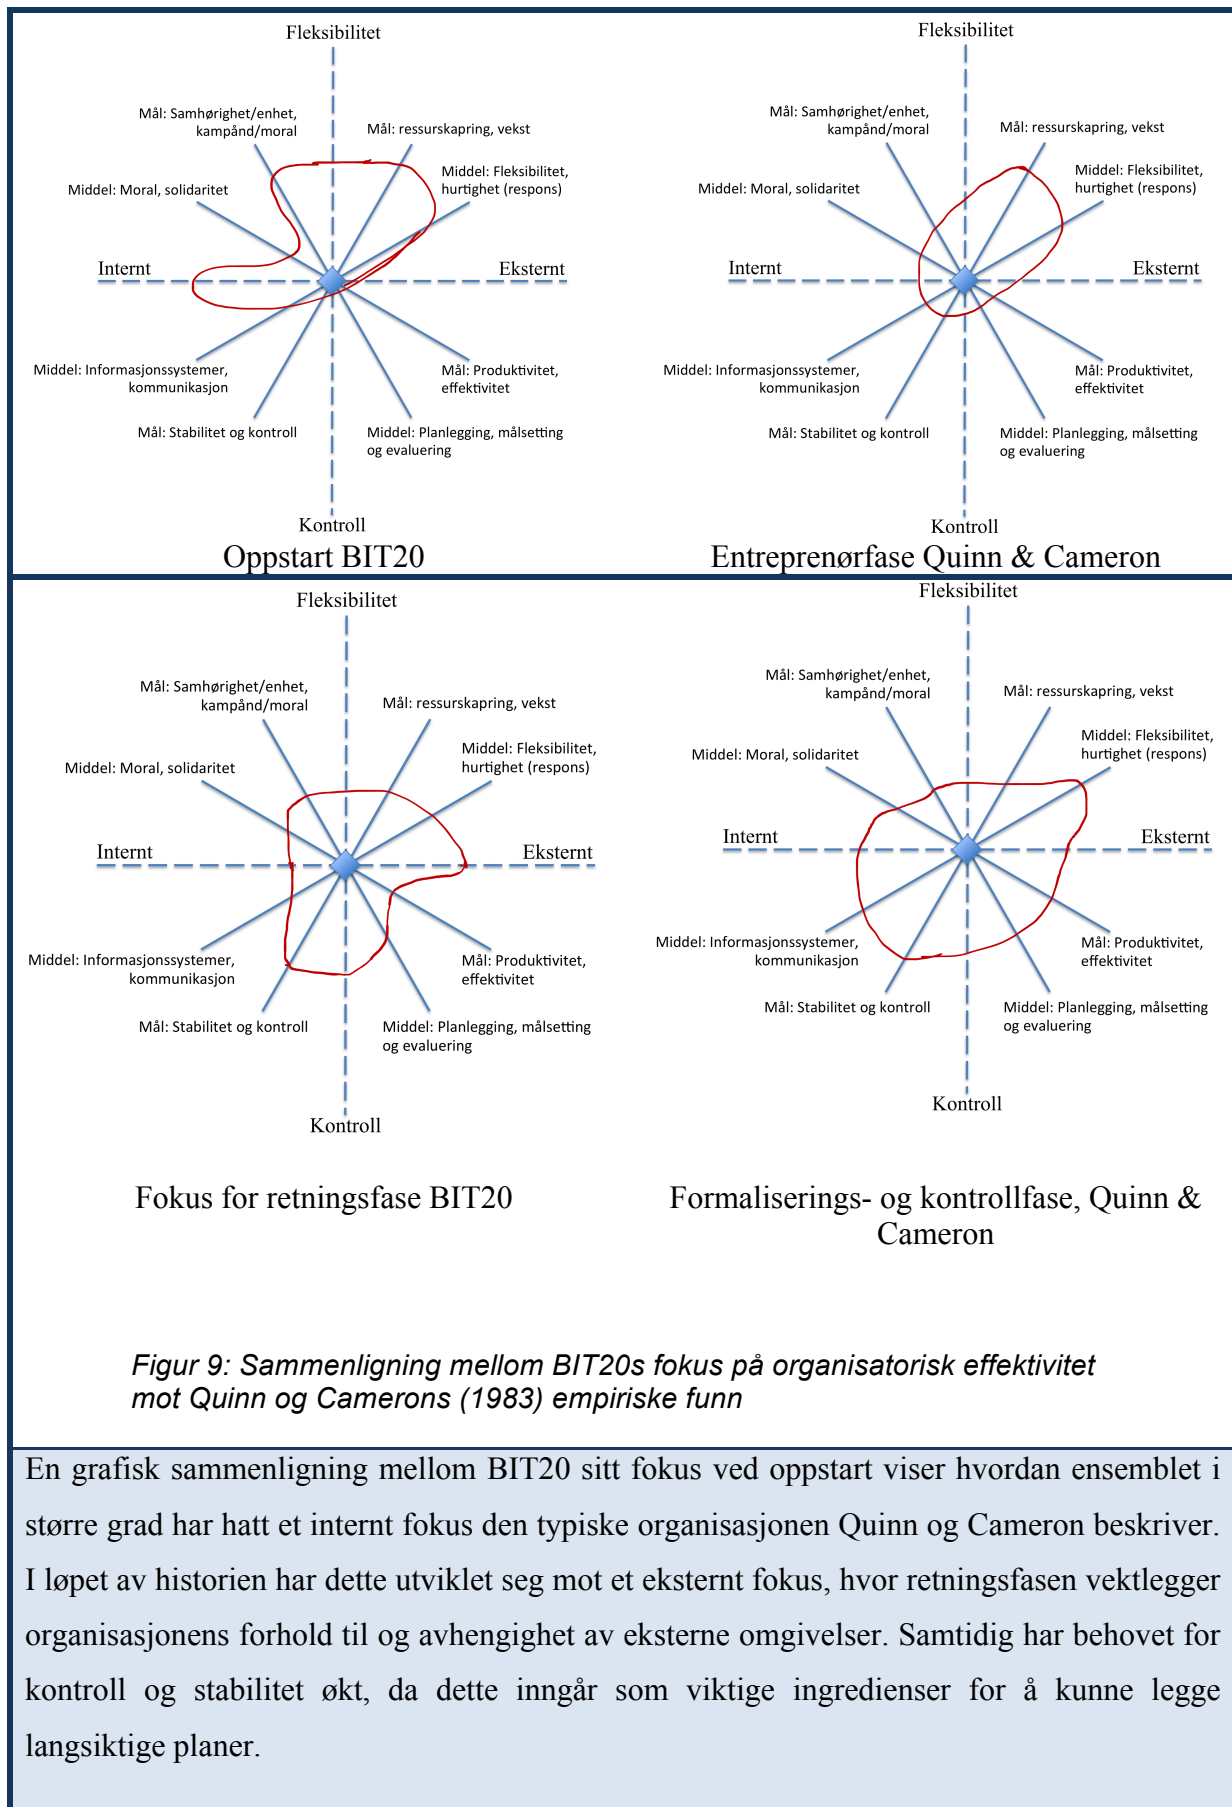 Fleksibilitet
Mål: Samhørighet/enhet,
kampånd/moral
Mål: ressurskapring, vekst
Middel: Fleksibilitet,
hurtighet (respons)
Middel: Moral, solidaritet
Internt
Eksternt
Middel: Informasjonssystemer,
kommunikasjon
Mål: Produktivitet,
effektivitet
Mål: Stabilitet og kontroll
Middel: Planlegging, målsetting
og evaluering
Kontroll
Oppstart BIT20
Fleksibilitet
Mål: Samhørighet/enhet,
kampånd/moral
Mål: ressurskapring, vekst
Middel: Fleksibilitet,
hurtighet (respons)
Middel: Moral, solidaritet
Internt
Eksternt
Middel: Informasjonssystemer,
kommunikasjon
Mål: Produktivitet,
effektivitet
Mål: Stabilitet og kontroll
Middel: Planlegging, målsetting
og evaluering
Kontroll
Entreprenørfase Quinn & Cameron
Fleksibilitet
Mål: Samhørighet/enhet,
kampånd/moral
Mål: ressurskapring, vekst
Middel: Fleksibilitet,
hurtighet (respons)
Middel: Moral, solidaritet
Internt
Eksternt
Middel: Informasjonssystemer,
kommunikasjon
Mål: Produktivitet,
effektivitet
Mål: Stabilitet og kontroll
Middel: Planlegging, målsetting
og evaluering
Kontroll
Fokus for retningsfase BIT20
Fleksibilitet
Mål: Samhørighet/enhet,
kampånd/moral
Mål: ressurskapring, vekst
Middel: Fleksibilitet,
hurtighet (respons)
Middel: Moral, solidaritet
Internt
Eksternt
Middel: Informasjonssystemer,
kommunikasjon
Mål: Produktivitet,
effektivitet
Mål: Stabilitet og kontroll
Middel: Planlegging, målsetting
og evaluering
Kontroll
Formaliserings- og kontrollfase, Quinn &
Cameron
Figur 9: Sammenligning mellom BIT20s fokus på organisatorisk effektivitet
mot Quinn og Camerons (1983) empiriske funn
En grafisk sammenligning mellom BIT20 sitt fokus ved oppstart viser hvordan ensemblet i
større grad har hatt et internt fokus den typiske organisasjonen Quinn og Cameron beskriver.
I løpet av historien har dette utviklet seg mot et eksternt fokus, hvor retningsfasen vektlegger
organisasjonens forhold til og avhengighet av eksterne omgivelser. Samtidig har behovet for
kontroll og stabilitet økt, da dette inngår som viktige ingredienser for å kunne legge
langsiktige planer.